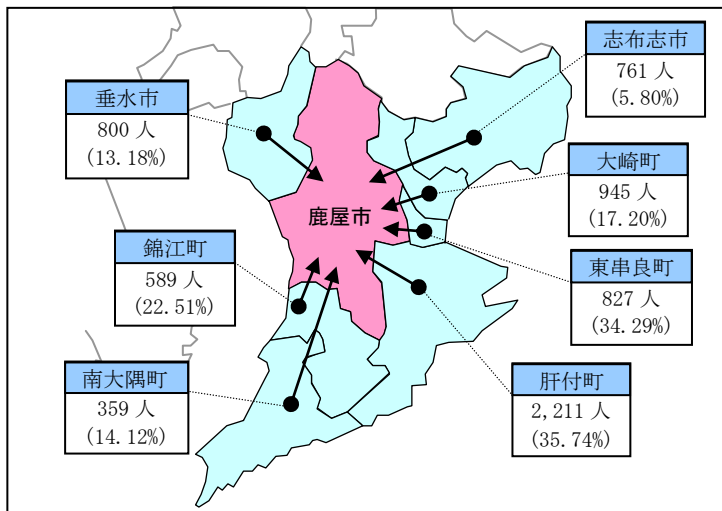 志布志市
761 人
(5.80%)
垂水市
800 人
(13.18%)
大崎町
945 人
(17.20%)
鹿屋市
錦江町
589 人
(22.51%)
東串良町
827 人
(34.29%)
南大隅町
359 人
(14.12%)
肝付町
2,211 人
(35.74%)